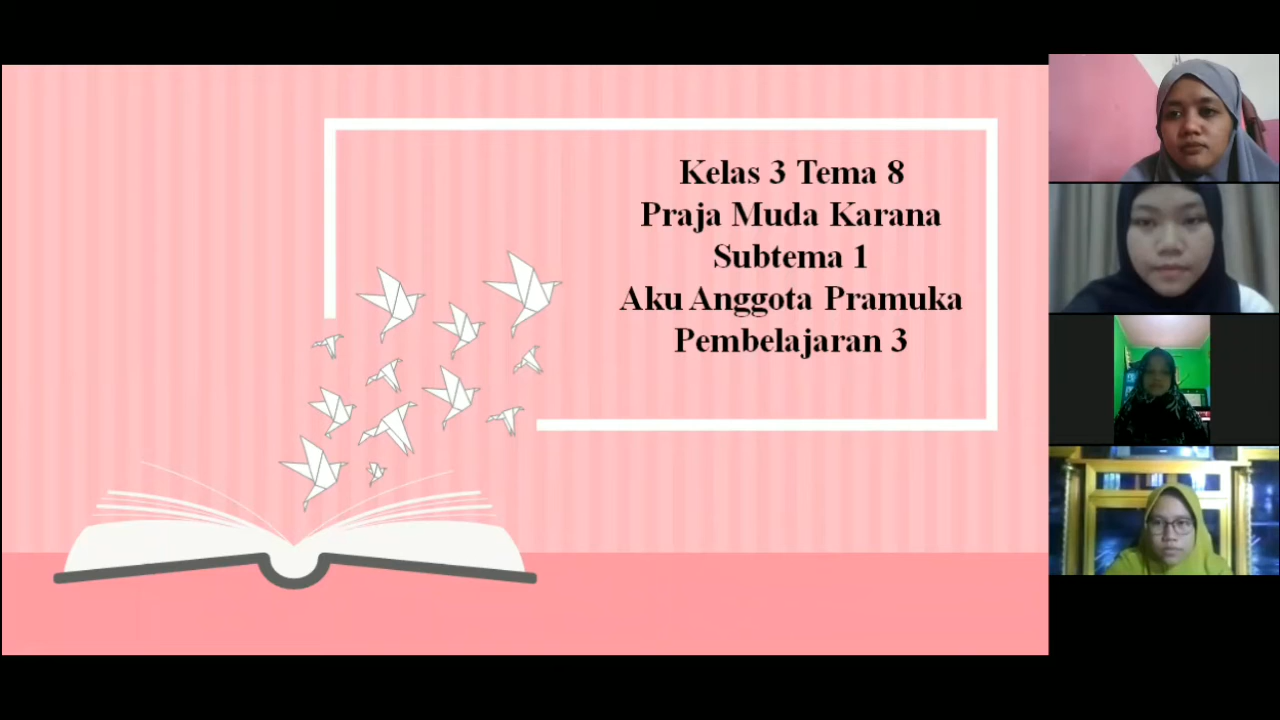 Kelas 3 Tema 8
Praja Muda Karana
Subtema 1
Aku Anggota Pramuka
Pembelajaran 3